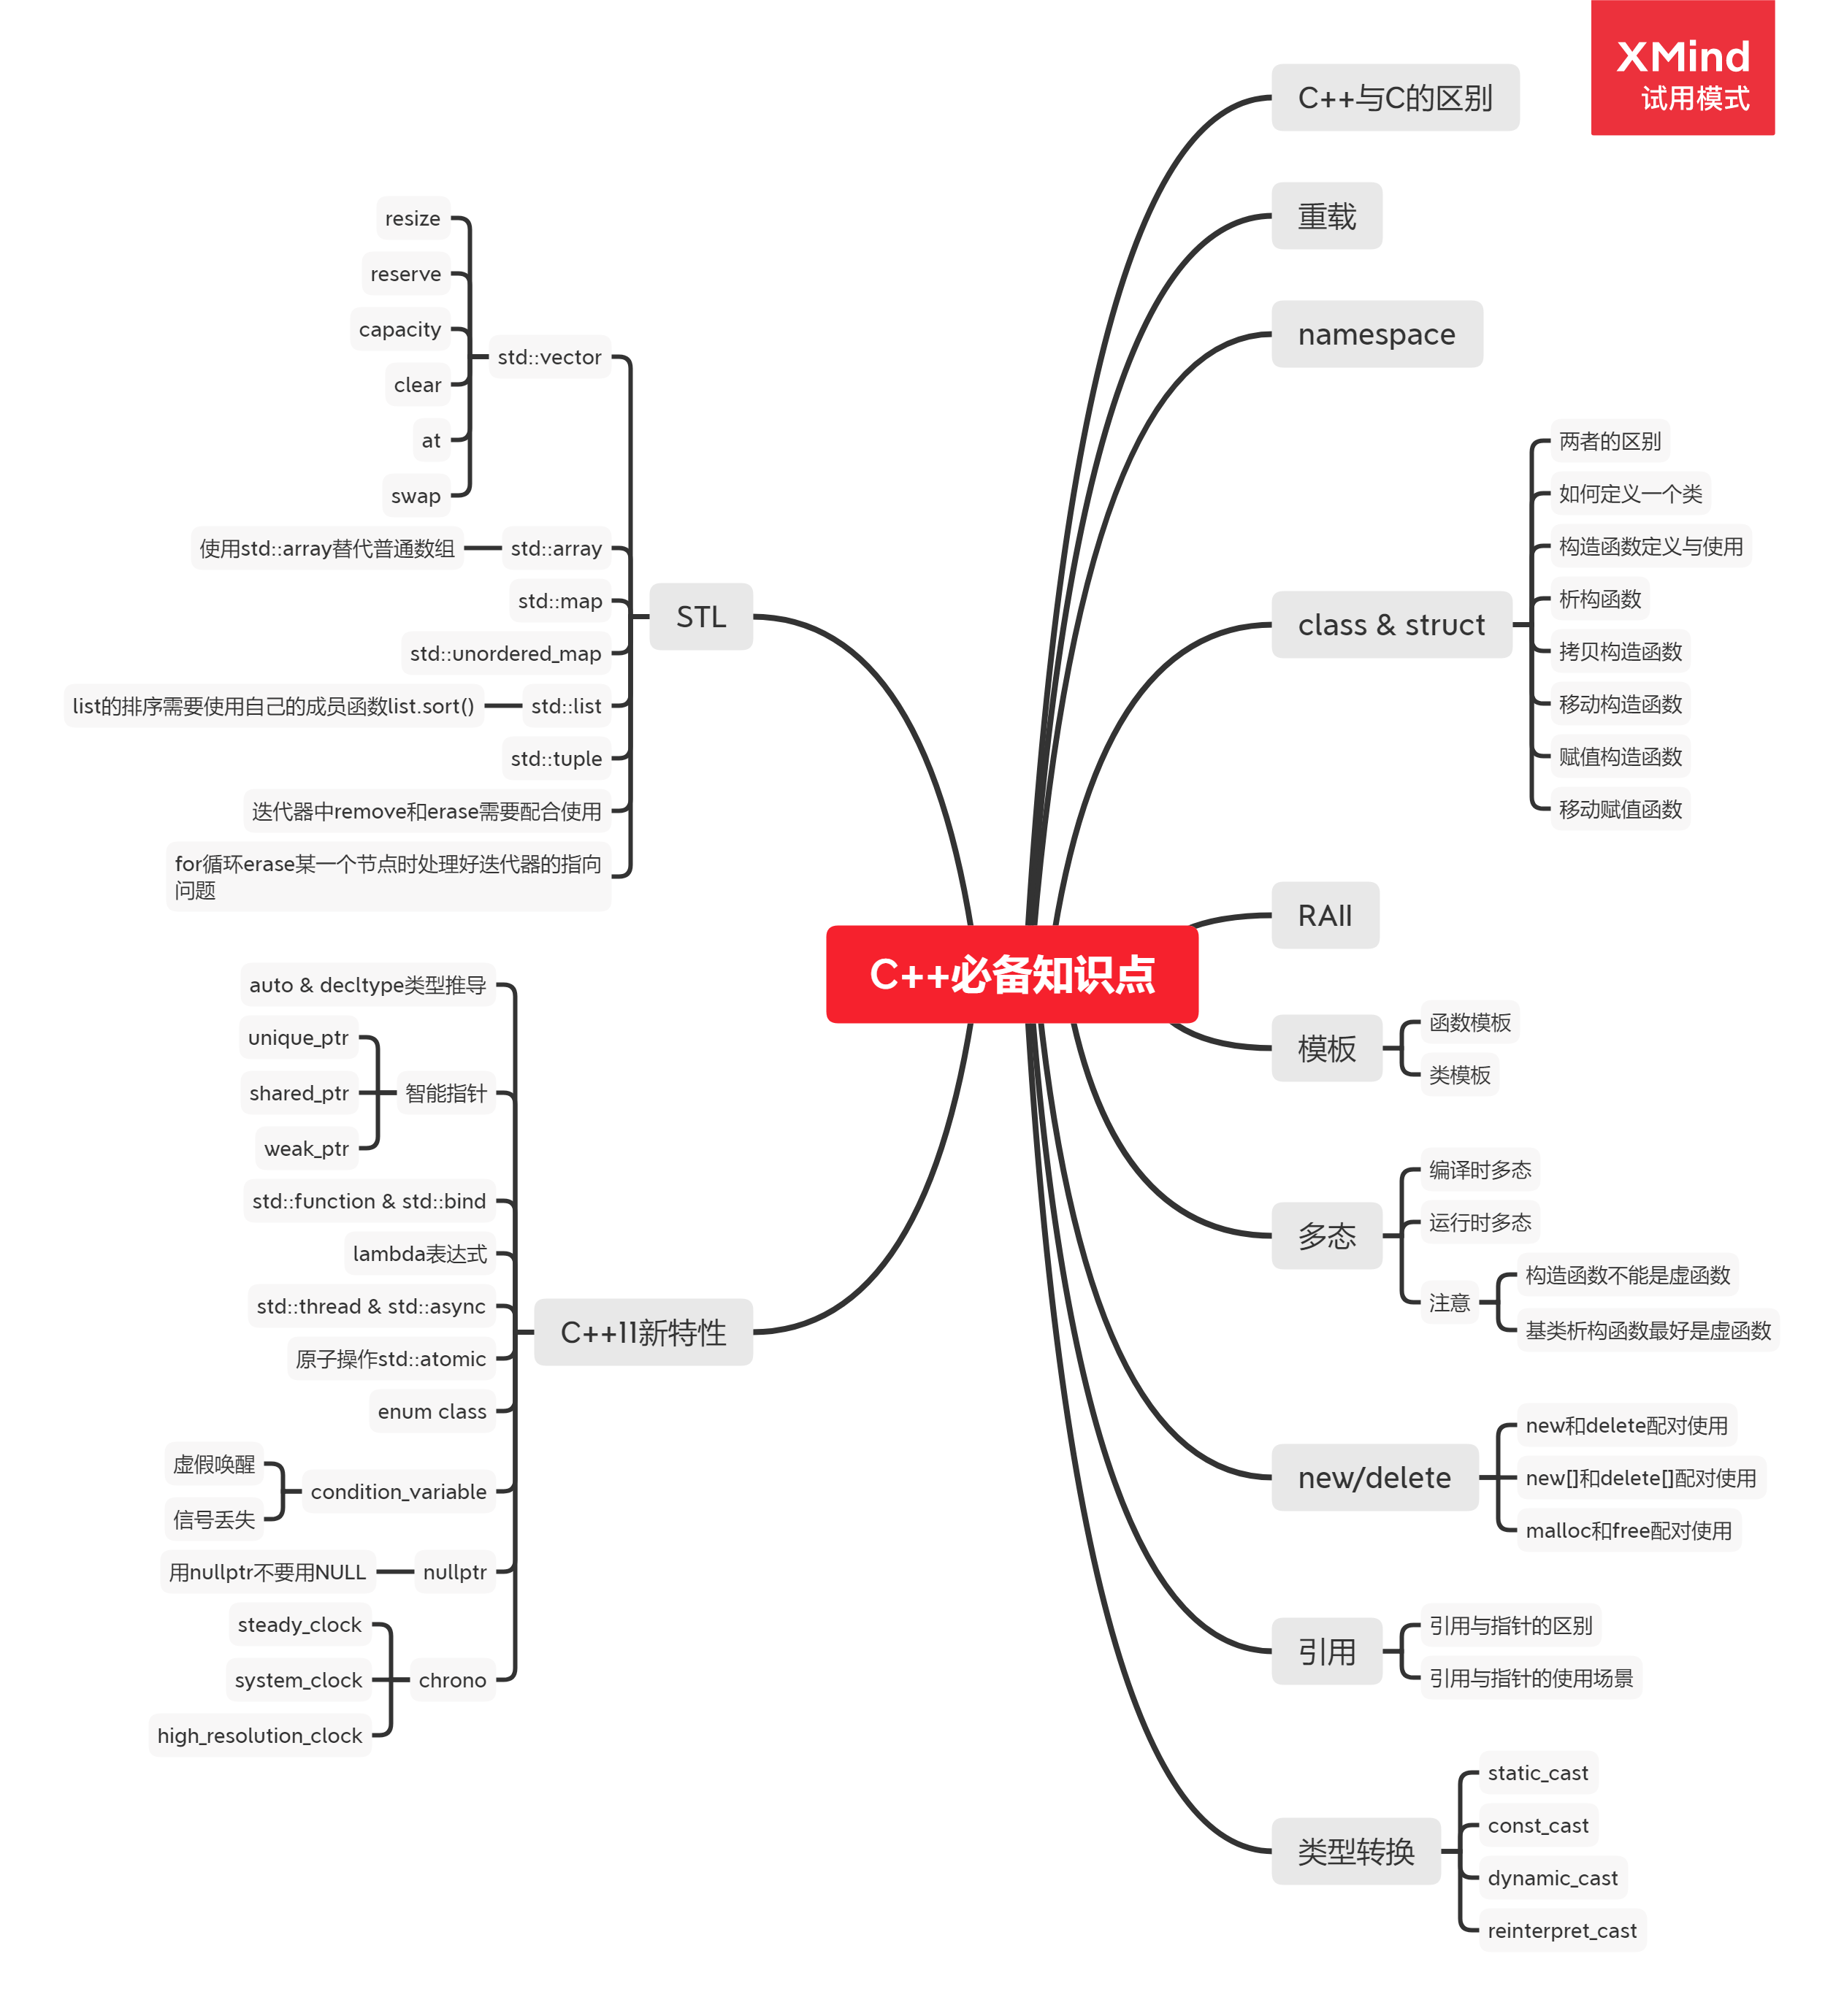 XMind
试用模式
C++必备知识点
C++与C的区别
重载
namespace
class & struct
两者的区别
如何定义一个类
构造函数定义与使用
析构函数
拷贝构造函数
移动构造函数
赋值构造函数
移动赋值函数
RAII
模板
函数模板
类模板
多态
编译时多态
运行时多态
注意
构造函数不能是虚函数
基类析构函数最好是虚函数
new/delete
new和delete配对使用
new[]和delete[]配对使用
malloc和free配对使用
引用
引用与指针的区别
引用与指针的使用场景
类型转换
static_cast
const_cast
dynamic_cast
reinterpret_cast
STL
std::vector
resize
reserve
capacity
clear
at
swap
std::array
使用std::array替代普通数组
std::map
std::unordered_map
std::list
list的排序需要使用自己的成员函数list.sort()
std::tuple
迭代器中remove和erase需要配合使用
for循环erase某一个节点时处理好迭代器的指向
问题
C++11新特性
auto & decltype类型推导
智能指针
unique_ptr
shared_ptr
weak_ptr
std::function & std::bind
lambda表达式
std::thread & std::async
原子操作std::atomic
enum class
condition_variable
虚假唤醒
信号丢失
nullptr
用nullptr不要用NULL
chrono
steady_clock
system_clock
high_resolution_clock